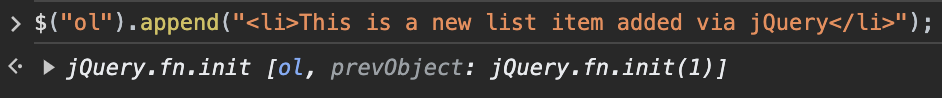 > $("ol").append("<li>This is a new list item added via jQuery</li>");
<· ▶ jQuery.fn.init [ol, prevObject: jQuery.fn.init(1)]